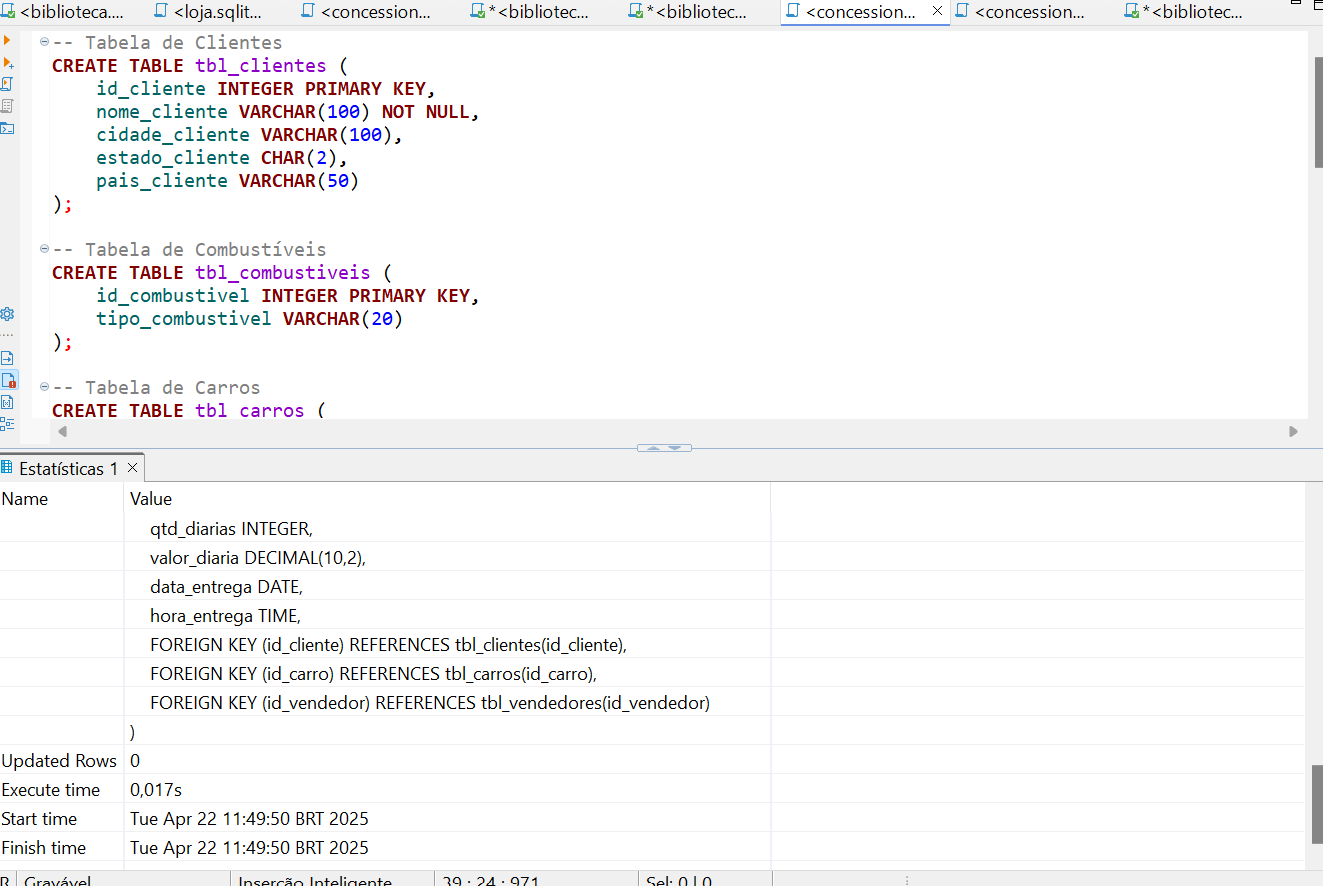 <biblioteca.... <loja.sqlit... <concession... *<bibliotec... *<bibliotec... <concession... <concession... *<bibliotec...
-- Tabela de Clientes
CREATE TABLE tbl_clientes (
id_cliente INTEGER PRIMARY KEY,
nome_cliente VARCHAR(100) NOT NULL,
cidade_cliente VARCHAR(100),
estado_cliente CHAR(2),
pais_cliente VARCHAR(50)
);
-- Tabela de Combustíveis
CREATE TABLE tbl_combustiveis (
id_combustivel INTEGER PRIMARY KEY,
tipo_combustivel VARCHAR(20)
);
-- Tabela de Carros
CREATE TABLE tbl_carros (
Estatísticas 1
Name Value
qtd_diarias INTEGER,
valor_diaria DECIMAL(10,2),
data_entrega DATE,
hora_entrega TIME,
FOREIGN KEY (id_cliente) REFERENCES tbl_clientes(id_cliente),
FOREIGN KEY (id_carro) REFERENCES tbl_carros(id_carro),
FOREIGN KEY (id_vendedor) REFERENCES tbl_vendedores(id_vendedor)
)
Updated Rows 0
Execute time 0,017s
Start time Tue Apr 22 11:49:50 BRT 2025
Finish time Tue Apr 22 11:49:50 BRT 2025
R Gravável Inserção Inteligente 39 : 24 : 971 Sel: 0 | 0